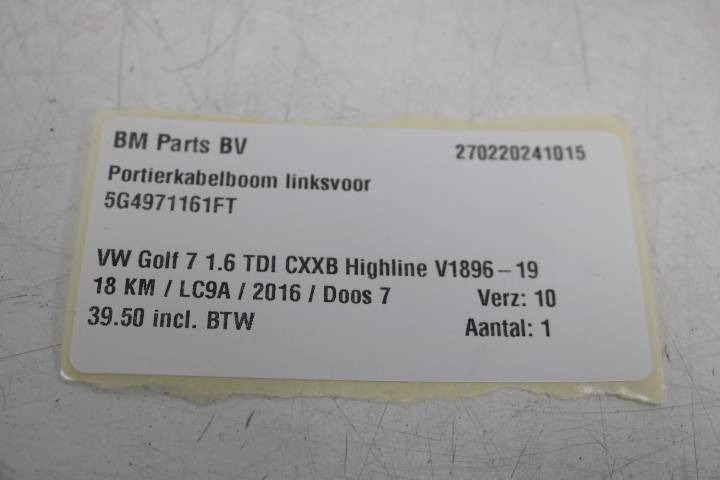 BM Parts BV 270220241015
Portierkabelboom linksvoor
5G4971161FT
VW Golf 7 1.6 TDI CXXB Highline V1896-19
18 KM / LC9A / 2016 / Doos 7 Verz: 10
39.50 incl. BTW Aantal: 1